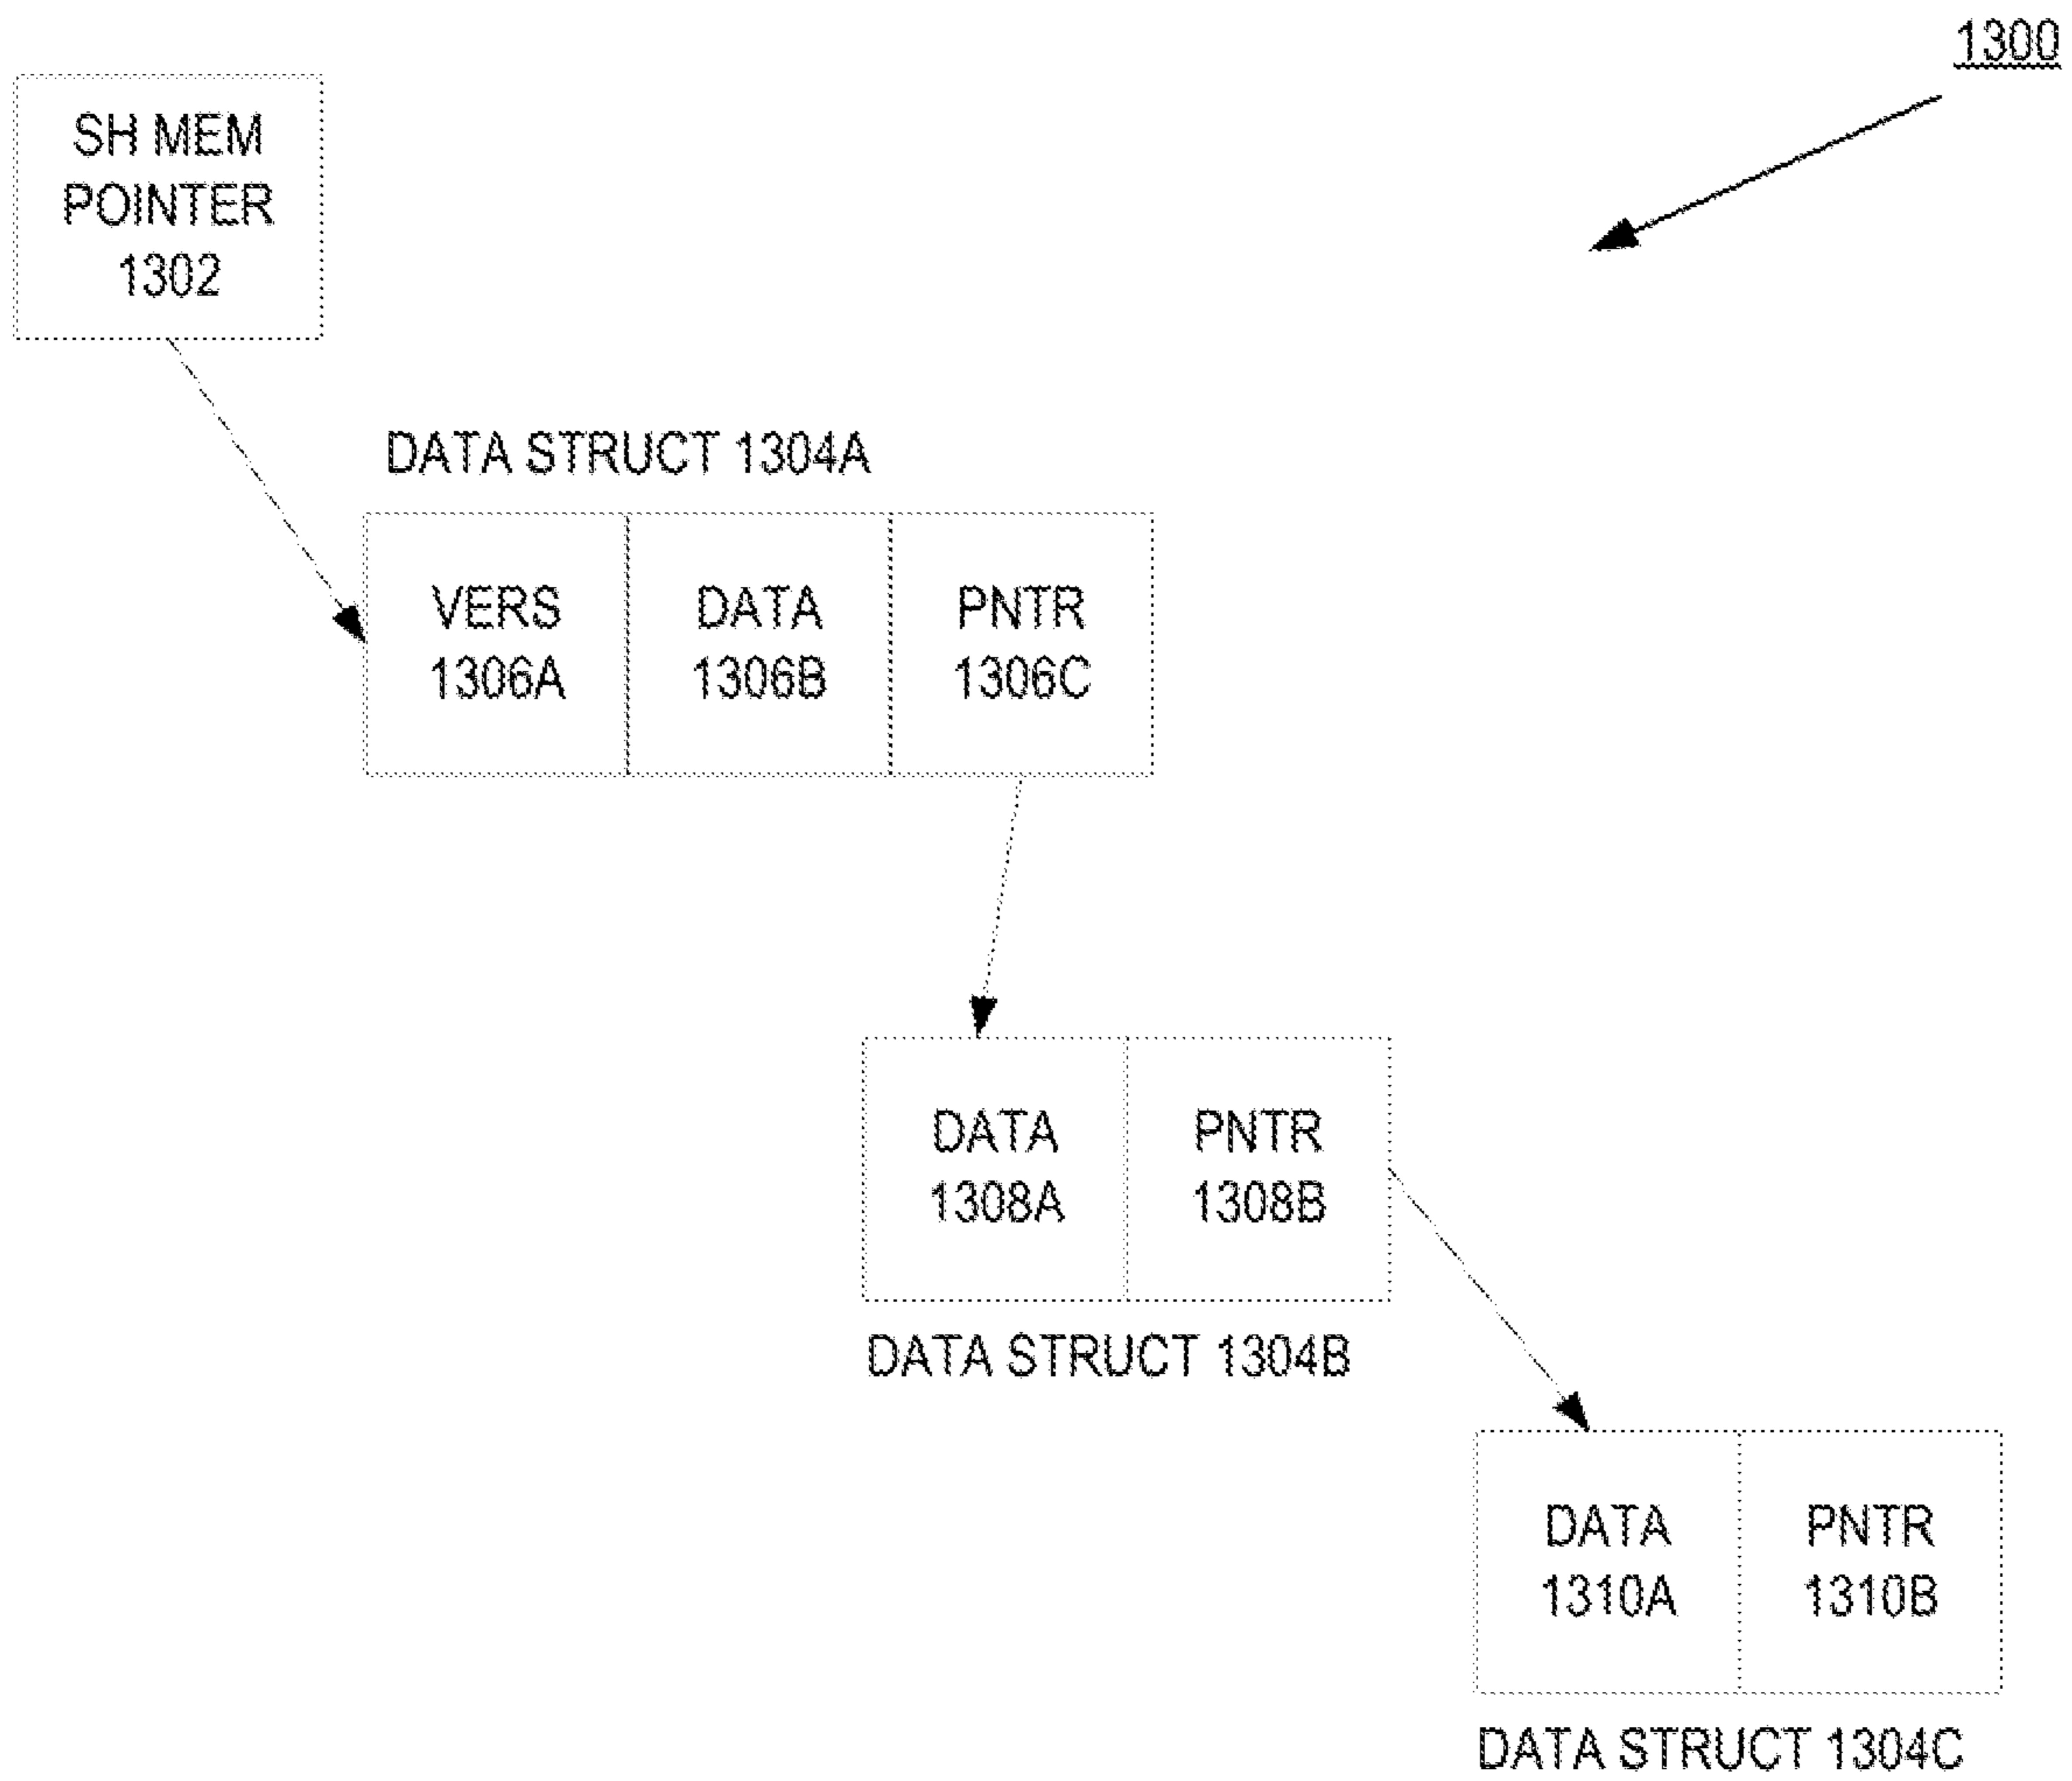 1300
SH MEM
POINTER
1302
DATA STRUCT 1304A
VERS
1306A
DATA
1306B
PNTR
1306C
DATA
1308A
PNTR
1308B
DATA STRUCT 1304B
DATA
1310A
PNTR
1310B
DATA STRUCT 1304C